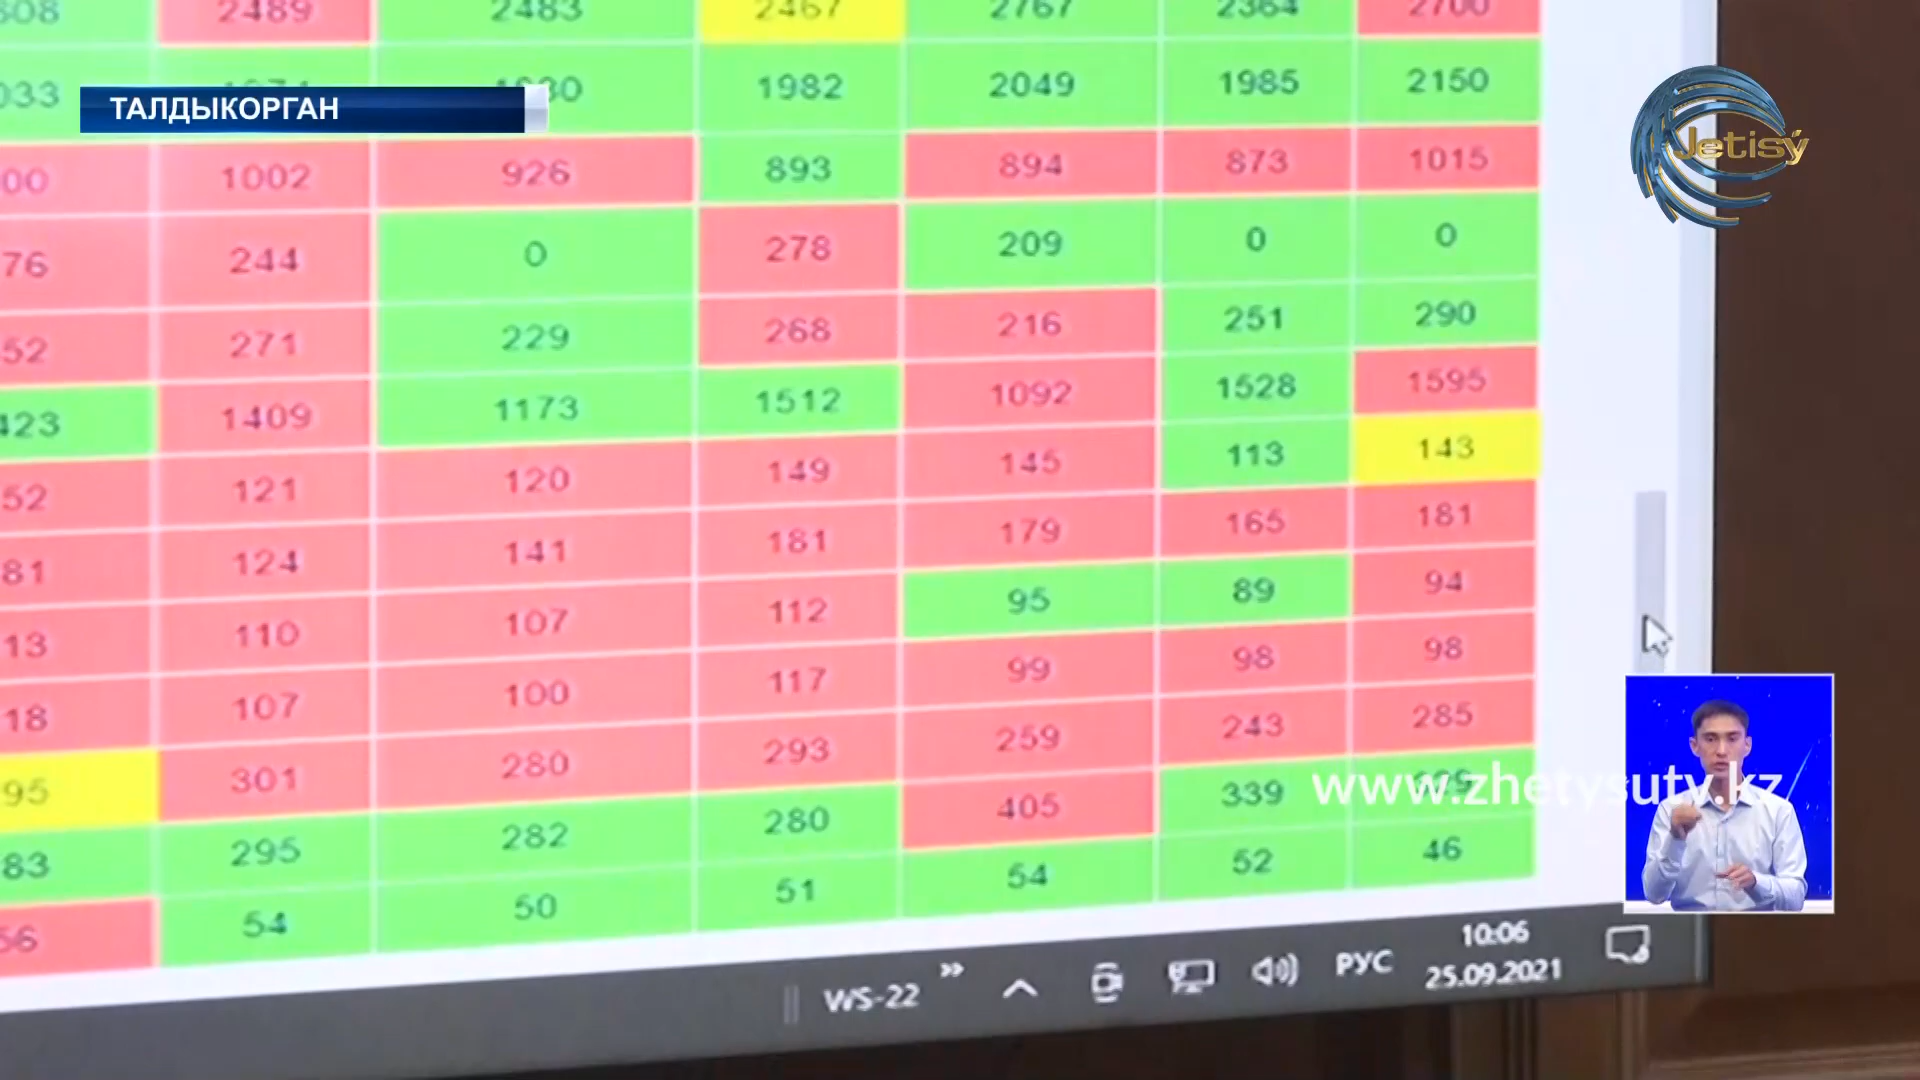 2489 2483 2467 2767 2364 2700
ТАЛДЫКОРГАН
1982 2049 1985 2150
Jetisý
1002 926 893 894 873 1015
244 0 278 209 0 0
271 229 268 216 251 290
1409 1173 1512 1092 1528 1595
121 120 149 145 113 143
124 141 181 179 165 181
110 107 112 95 89 94
107 100 117 99 98 98
301 280 293 259 243 285
295 282 280 405 339
www.zhetysutv.kz
54 50 51 54 52 46
WS-22 » РУС 10:06
25.09.2021